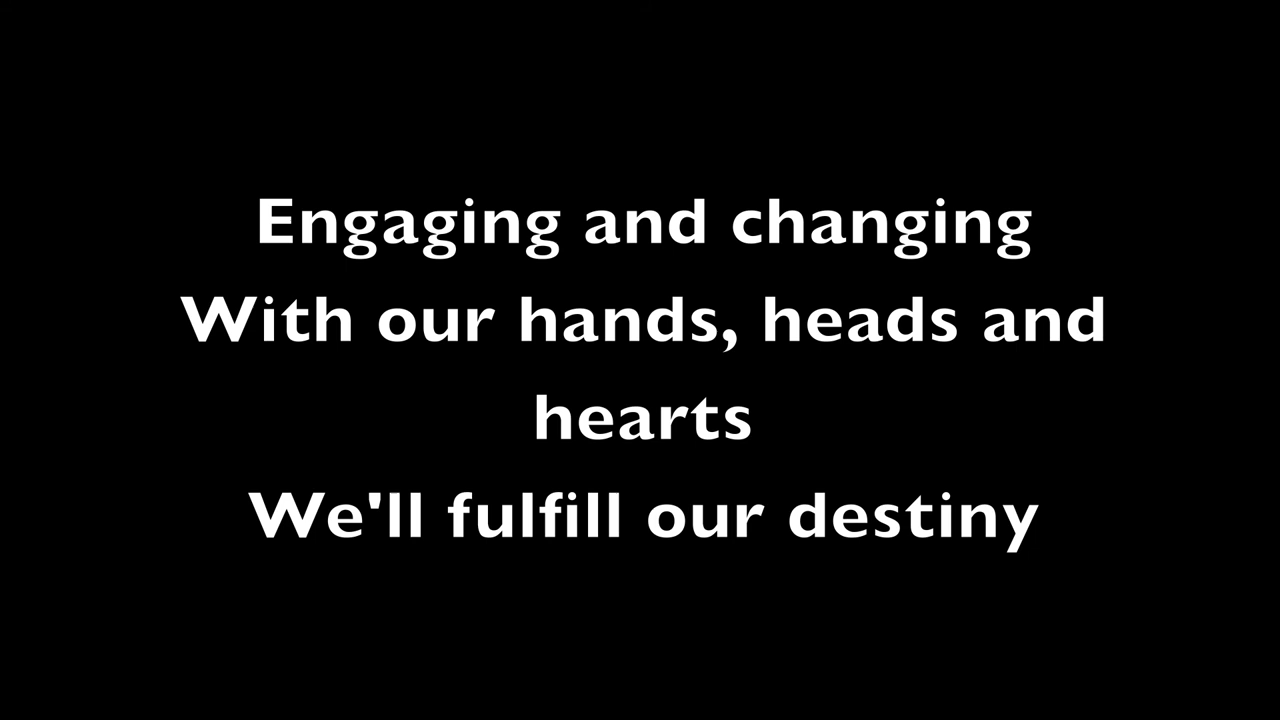 Engaging and changing
With our hands, heads and
hearts
We'll fulfill our destiny